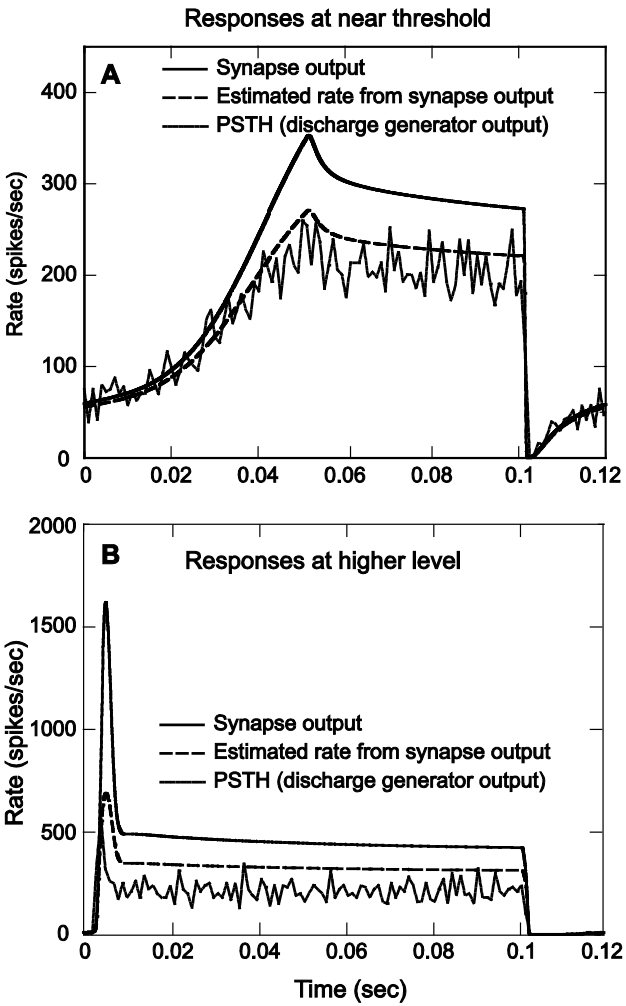 Responses at near threshold
A
Synapse output
Estimated rate from synapse output
PSTH (discharge generator output)
Rate (spikes/sec)
400
300
200
100
0
0 0.02 0.04 0.06 0.08 0.1 0.12
B
Responses at higher level
Synapse output
Estimated rate from synapse output
PSTH (discharge generator output)
Rate (spikes/sec)
2000
1500
1000
500
0
0 0.02 0.04 0.06 0.08 0.1 0.12
Time (sec)